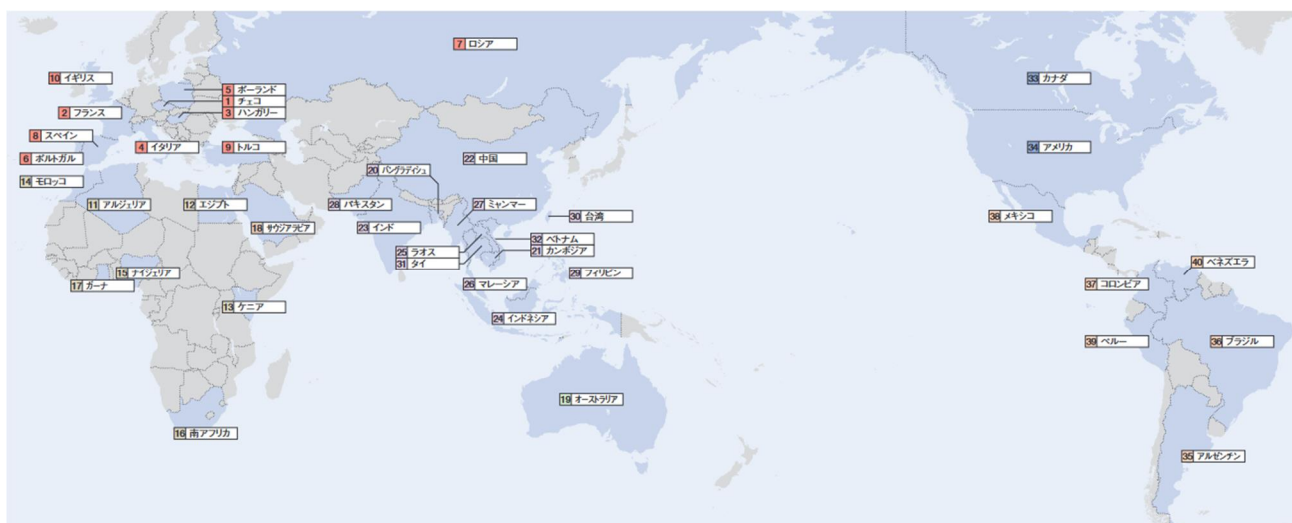 7 ロシア
10 イギリス
33 カナダ
5 ポーランド
1 チェコ
2 フランス
3 ハンガリー
8 スペイン
4 イタリア
9 トルコ
34 アメリカ
6 ポルトガル
22 中国
20 バングラディシュ
14 モロッコ
11 アルジェリア
12 エジプト
28 パキスタン
27 ミャンマー
30 台湾
38 メキシコ
18 サウジアラビア
23 インド
32 ベトナム
25 ラオス
21 カンボジア
31 タイ
40 ベネズエラ
15 ナイジェリア
29 フィリピン
17 ガーナ
26 マレーシア
37 コロンビア
13 ケニア
24 インドネシア
39 ペルー
36 ブラジル
19 オーストラリア
16 南アフリカ
35 アルゼンチン